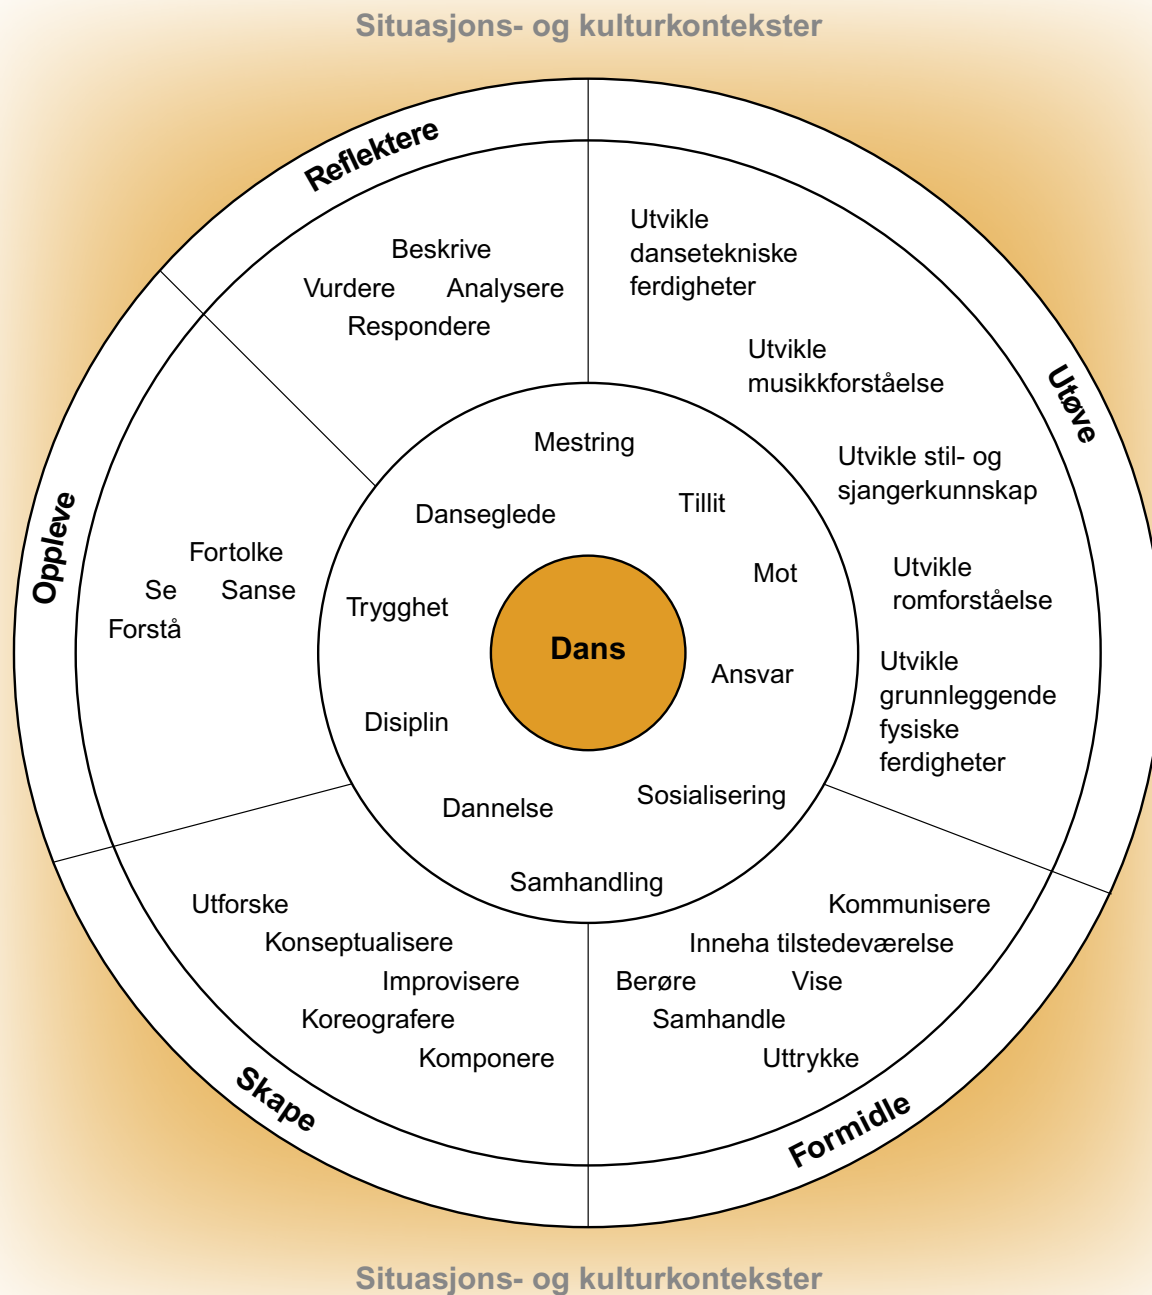 Situasjons- og kulturkontekster
Reflektere
Beskrive
Vurdere Analysere
Respondere
Utøve
Utvikle
dansetekniske
ferdigheter
Utvikle
musikkforståelse
Utvikle stil- og
sjangerkunnskap
Utvikle
romforståelse
Utvikle
grunnleggende
fysiske
ferdigheter
Oppleve
Fortolke
Se Sanse
Forstå
Mestring
Danseglede
Tillit
Mot
Trygghet
Dans
Ansvar
Disiplin
Sosialisering
Dannelse
Samhandling
Skape
Utforske
Konseptualisere
Improvisere
Koreografere
Komponere
Formidle
Kommunisere
Inneha tilstedeværelse
Berøre Vise
Samhandle
Uttrykke
Situasjons- og kulturkontekster